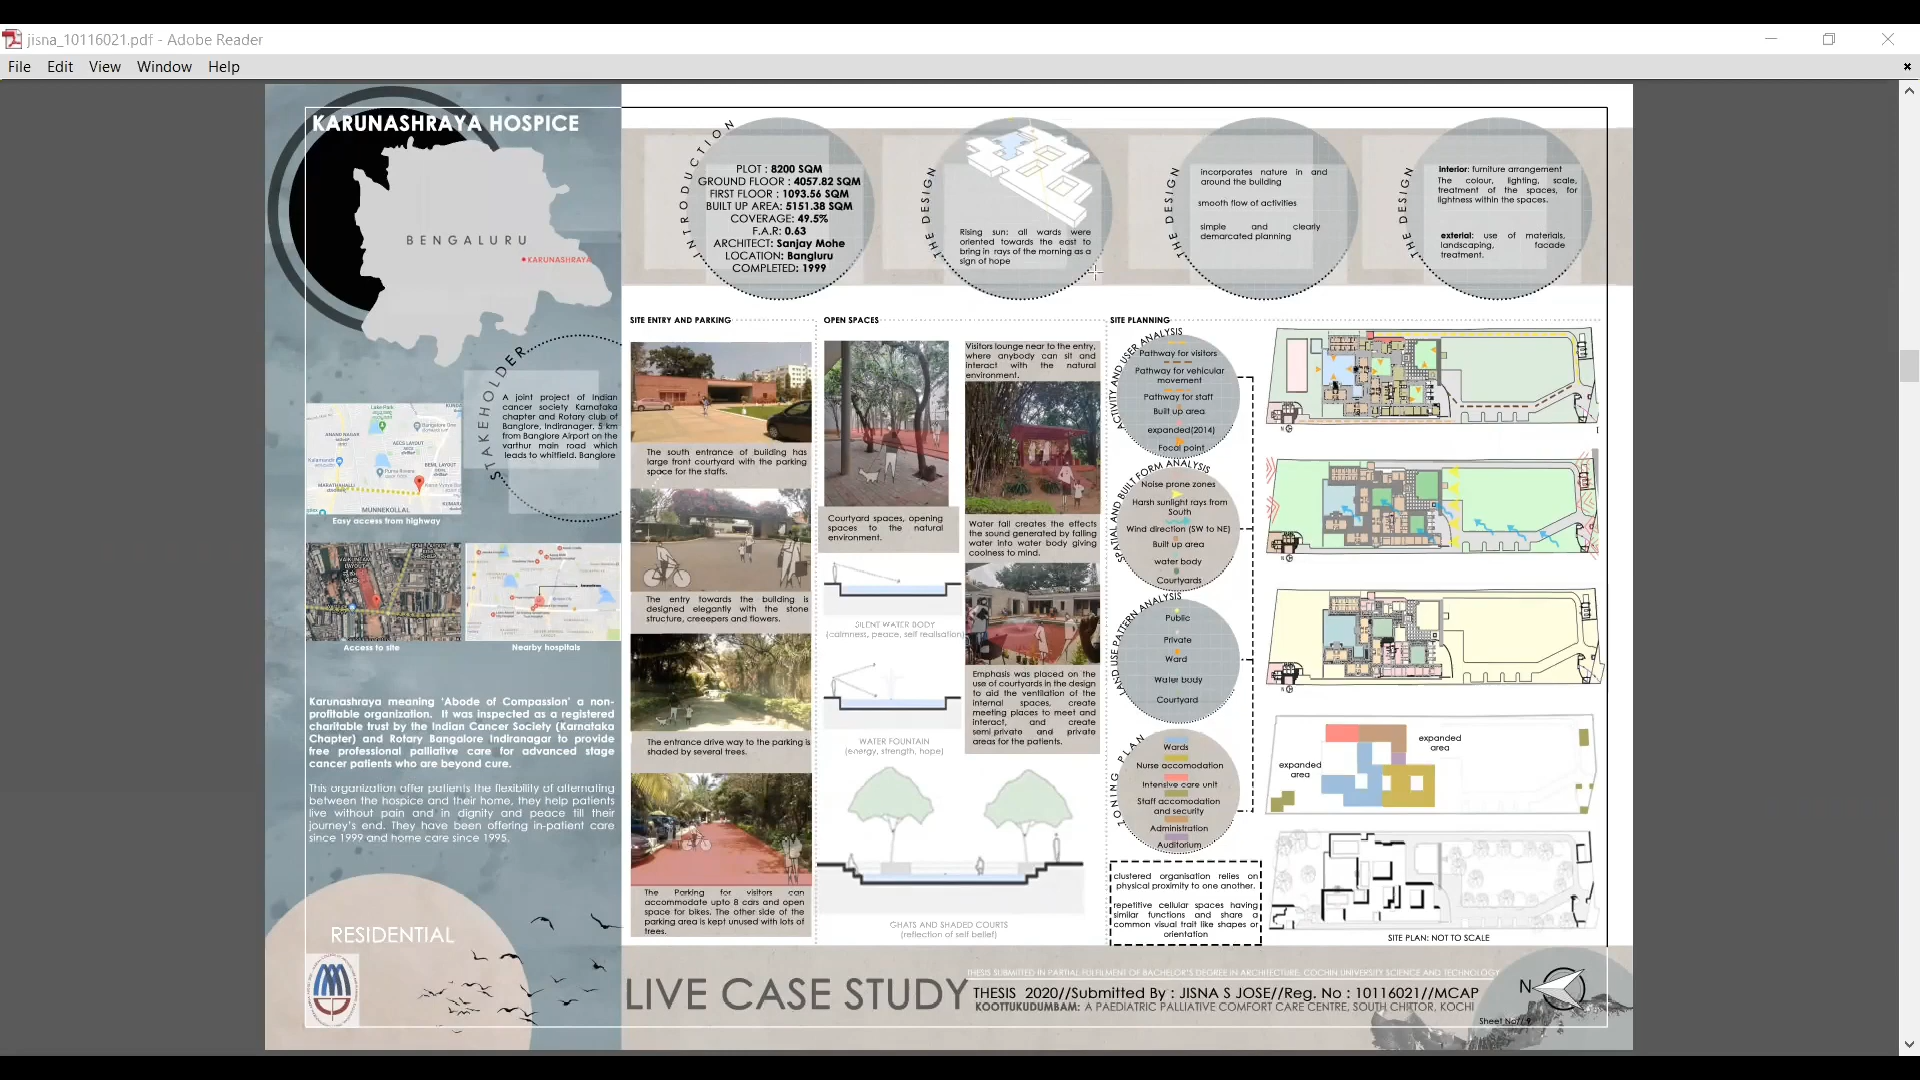 jisna_10116021.pdf - Adobe Reader
File Edit View Window Help
KARUNASHRAYA HOSPICE
BENGALURU
KARUNASHRAYA
STAKEHOLDER
A joint project of Indian
cancer society Karnataka
chapter and Rotary club of
Banglore, Indiranager. 5 km
from Banglore Airport on the
varthur main road which
leads to whitfield. Banglore
Easy access from highway
Access to site
Nearby hospitals
Karunashraya meaning 'Abode of Compassion' a non-
profitable organization. It was inspected as a registered
charitable trust by the Indian Cancer Society (Karnataka
Chapter) and Rotary Bangalore Indiranagar to provide
free professional palliative care for advanced stage
cancer patients who are beyond cure.
This organization offer patients the flexibility of alternating
between the hospice and their home, they help patients
live without pain and in dignity and peace till their
journey's end. They have been offering in-patient care
since 1999 and home care since 1995.
RESIDENTIAL
INTRODUCTION
PLOT : 8200 SQM
GROUND FLOOR : 4057.82 SQM
FIRST FLOOR : 1093.56 SQM
BUILT UP AREA: 5151.38 SQM
COVERAGE: 49.5%
F.A.R: 0.63
ARCHITECT: Sanjay Mohe
LOCATION: Bangluru
COMPLETED: 1999
THE DESIGN
Rising sun: all wards were
oriented towards the east to
bring in rays of the morning as a
sign of hope
THE DESIGN
incorporates nature in and
around the building
smooth flow of activities
simple and clearly
demarcated planning
THE DESIGN
interior: furniture arrangement
The colour, lighting, scale,
treatment of the spaces, for
lightness within the spaces.
exterial: use of materials,
landscaping, facade
treatment.
SITE ENTRY AND PARKING
The south entrance of building has
large front courtyard with the parking
space for the staffs.
The entry towards the building is
designed elegantly with the stone
structure, creeepers and flowers.
The entrance drive way to the parking is
shaded by several trees.
The Parking for visitors can
accommodate upto 8 cars and open
space for bikes. The other side of the
parking area is kept unused with lots of
trees.
OPEN SPACES
Courtyard spaces, opening
spaces to the natural
environment.
SILENT WATER BODY
(calmness, peace, self realisation)
WATER FOUNTAIN
(energy, strength, hope)
GHATS AND SHADED COURTS
(reflection of self belief)
Visitors lounge near to the entry,
where anybody can sit and
interact with the natural
environment.
Water fall creates the effects
the sound generated by falling
water into water body giving
coolness to mind.
Emphasis was placed on the
use of courtyards in the design
to aid the ventilation of the
internal spaces, create
meeting places to meet and
interact, and create
semi private and private
areas for the patients.
SITE PLANNING
ACTIVITY AND USER ANALYSIS
Pathway for visitors
Pathway for vehicular
movement
Pathway for staff
Built up area
expanded(2014)
Focal point
SPATIAL AND BUILT FORM ANALYSIS
Noise prone zones
Harsh sunlight rays from
South
Wind direction (SW to NE)
Built up area
water body
Courtyards
LAND USE PATTERN ANALYSIS
Public
Private
Ward
Water body
Courtyard
ZONING PLAN
Wards
Nurse accomodation
Intensive care unit
Staff accomodation
and security
Administration
Auditorium
clustered organisation relies on
physical proximity to one another.
repetitive cellular spaces having
similar functions and share a
common visual trait like shapes or
orientation
expanded
area
expanded
area
SITE PLAN: NOT TO SCALE
LIVE CASE STUDY
THESIS SUBMITTED IN PARTIAL FULFILMENT OF BACHELOR'S DEGREE IN ARCHITECTURE, COCHIN UNIVERSITY SCIENCE AND TECHNOLOGY
THESIS 2020//Submitted By : JISNA S JOSE//Reg. No : 10116021//MCAP
KOOTTUKUDUMBAM: A PAEDIATRIC PALLIATIVE COMFORT CARE CENTRE, SOUTH CHITTOR, KOCHI
N
Sheet No// 9